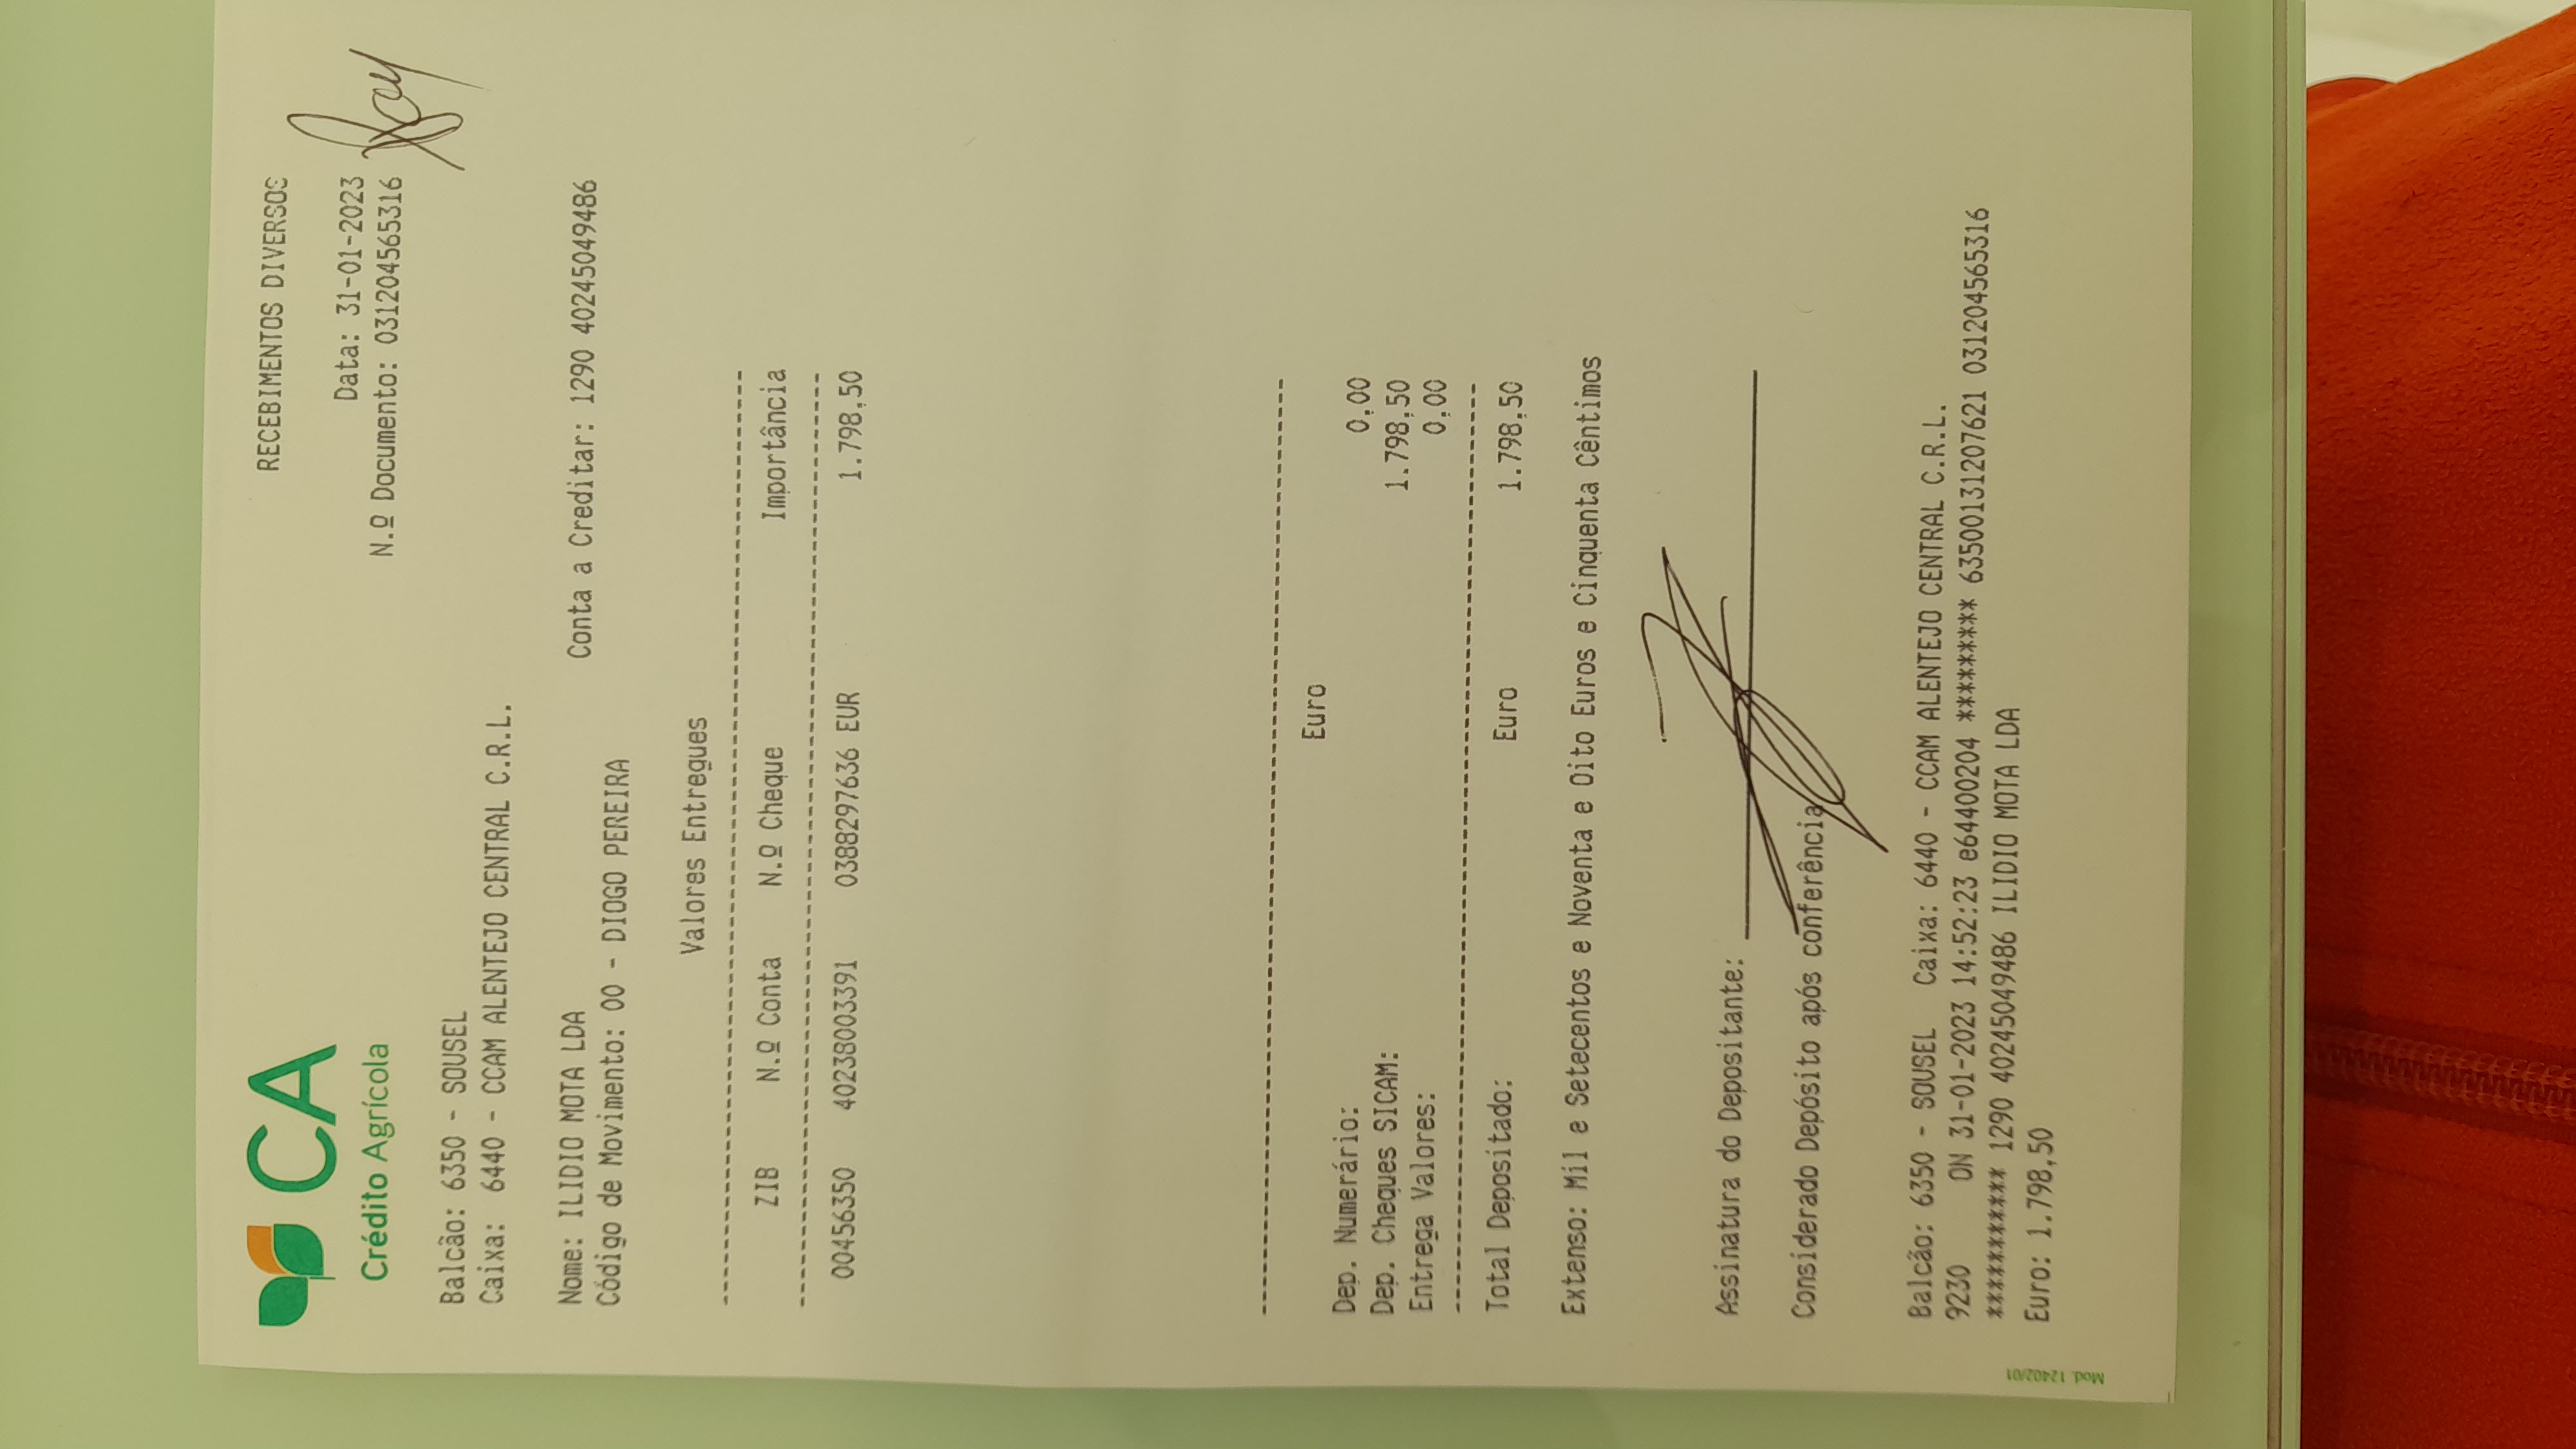 CA
Crédito Agrícola
RECEBIMENTOS DIVERSOS
Data: 31-01-2023
N.º Documento: 031204565316
Balcão: 6350 - SOUSEL
Caixa: 6440 - CCAM ALENTEJO CENTRAL C.R.L.
Nome: ILIDIO MOTA LDA Conta a Creditar: 1290 40245049486
Código de Movimento: 00 - DIOGO PEREIRA
Valores Entregues
ZIB N.º Conta N.º Cheque Importância
00456350 40238003391 0388297636 EUR 1.798,50
Euro
Dep. Numerário: 0,00
Dep. Cheques SICAM: 1.798,50
Entrega Valores: 0,00
Total Depositado: Euro 1.798,50
Extenso: Mil e Setecentos e Noventa e Oito Euros e Cinquenta Cêntimos
Assinatura do Depositante:
Considerado Depósito após conferência
Balcão: 6350 - SOUSEL Caixa: 6440 - CCAM ALENTEJO CENTRAL C.R.L.
9230 ON 31-01-2023 14:52:23 e6440204 ********* 6350013120​7621 031204565316
********** 1290 40245049486 ILIDIO MOTA LDA
Euro: 1.798,50
Mod. 12402/01